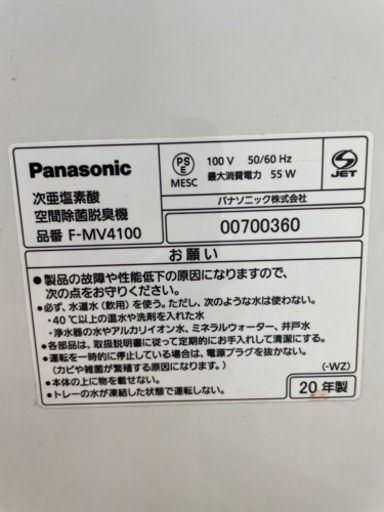 Panasonic
次亜塩素酸
空間除菌脱臭機
品番 F-MV4100
PS
E
MESC
100 V 50/60 Hz
最大消費電力 55 W
S
JET
パナソニック株式会社
00700360
お願い
●製品の故障や性能低下の原因になりますので、
次の点をお守りください。
●必ず、水道水(飲用)を使う。ただし、次のような水は使わない。
・40 ℃以上の温水や洗剤を入れた水
・浄水器の水やアルカリイオン水、ミネラルウォーター、井戸水
●各部品は、取扱説明書に従って定期的にお手入れして清潔にする。
●運転を一時的に停止している場合は、電源プラグを抜かない。
(カビや雑菌が繁殖する原因になります)
●本体の上に物を載せない。
●トレーの水が凍結した状態で運転しない。
(-WZ)
20 年製